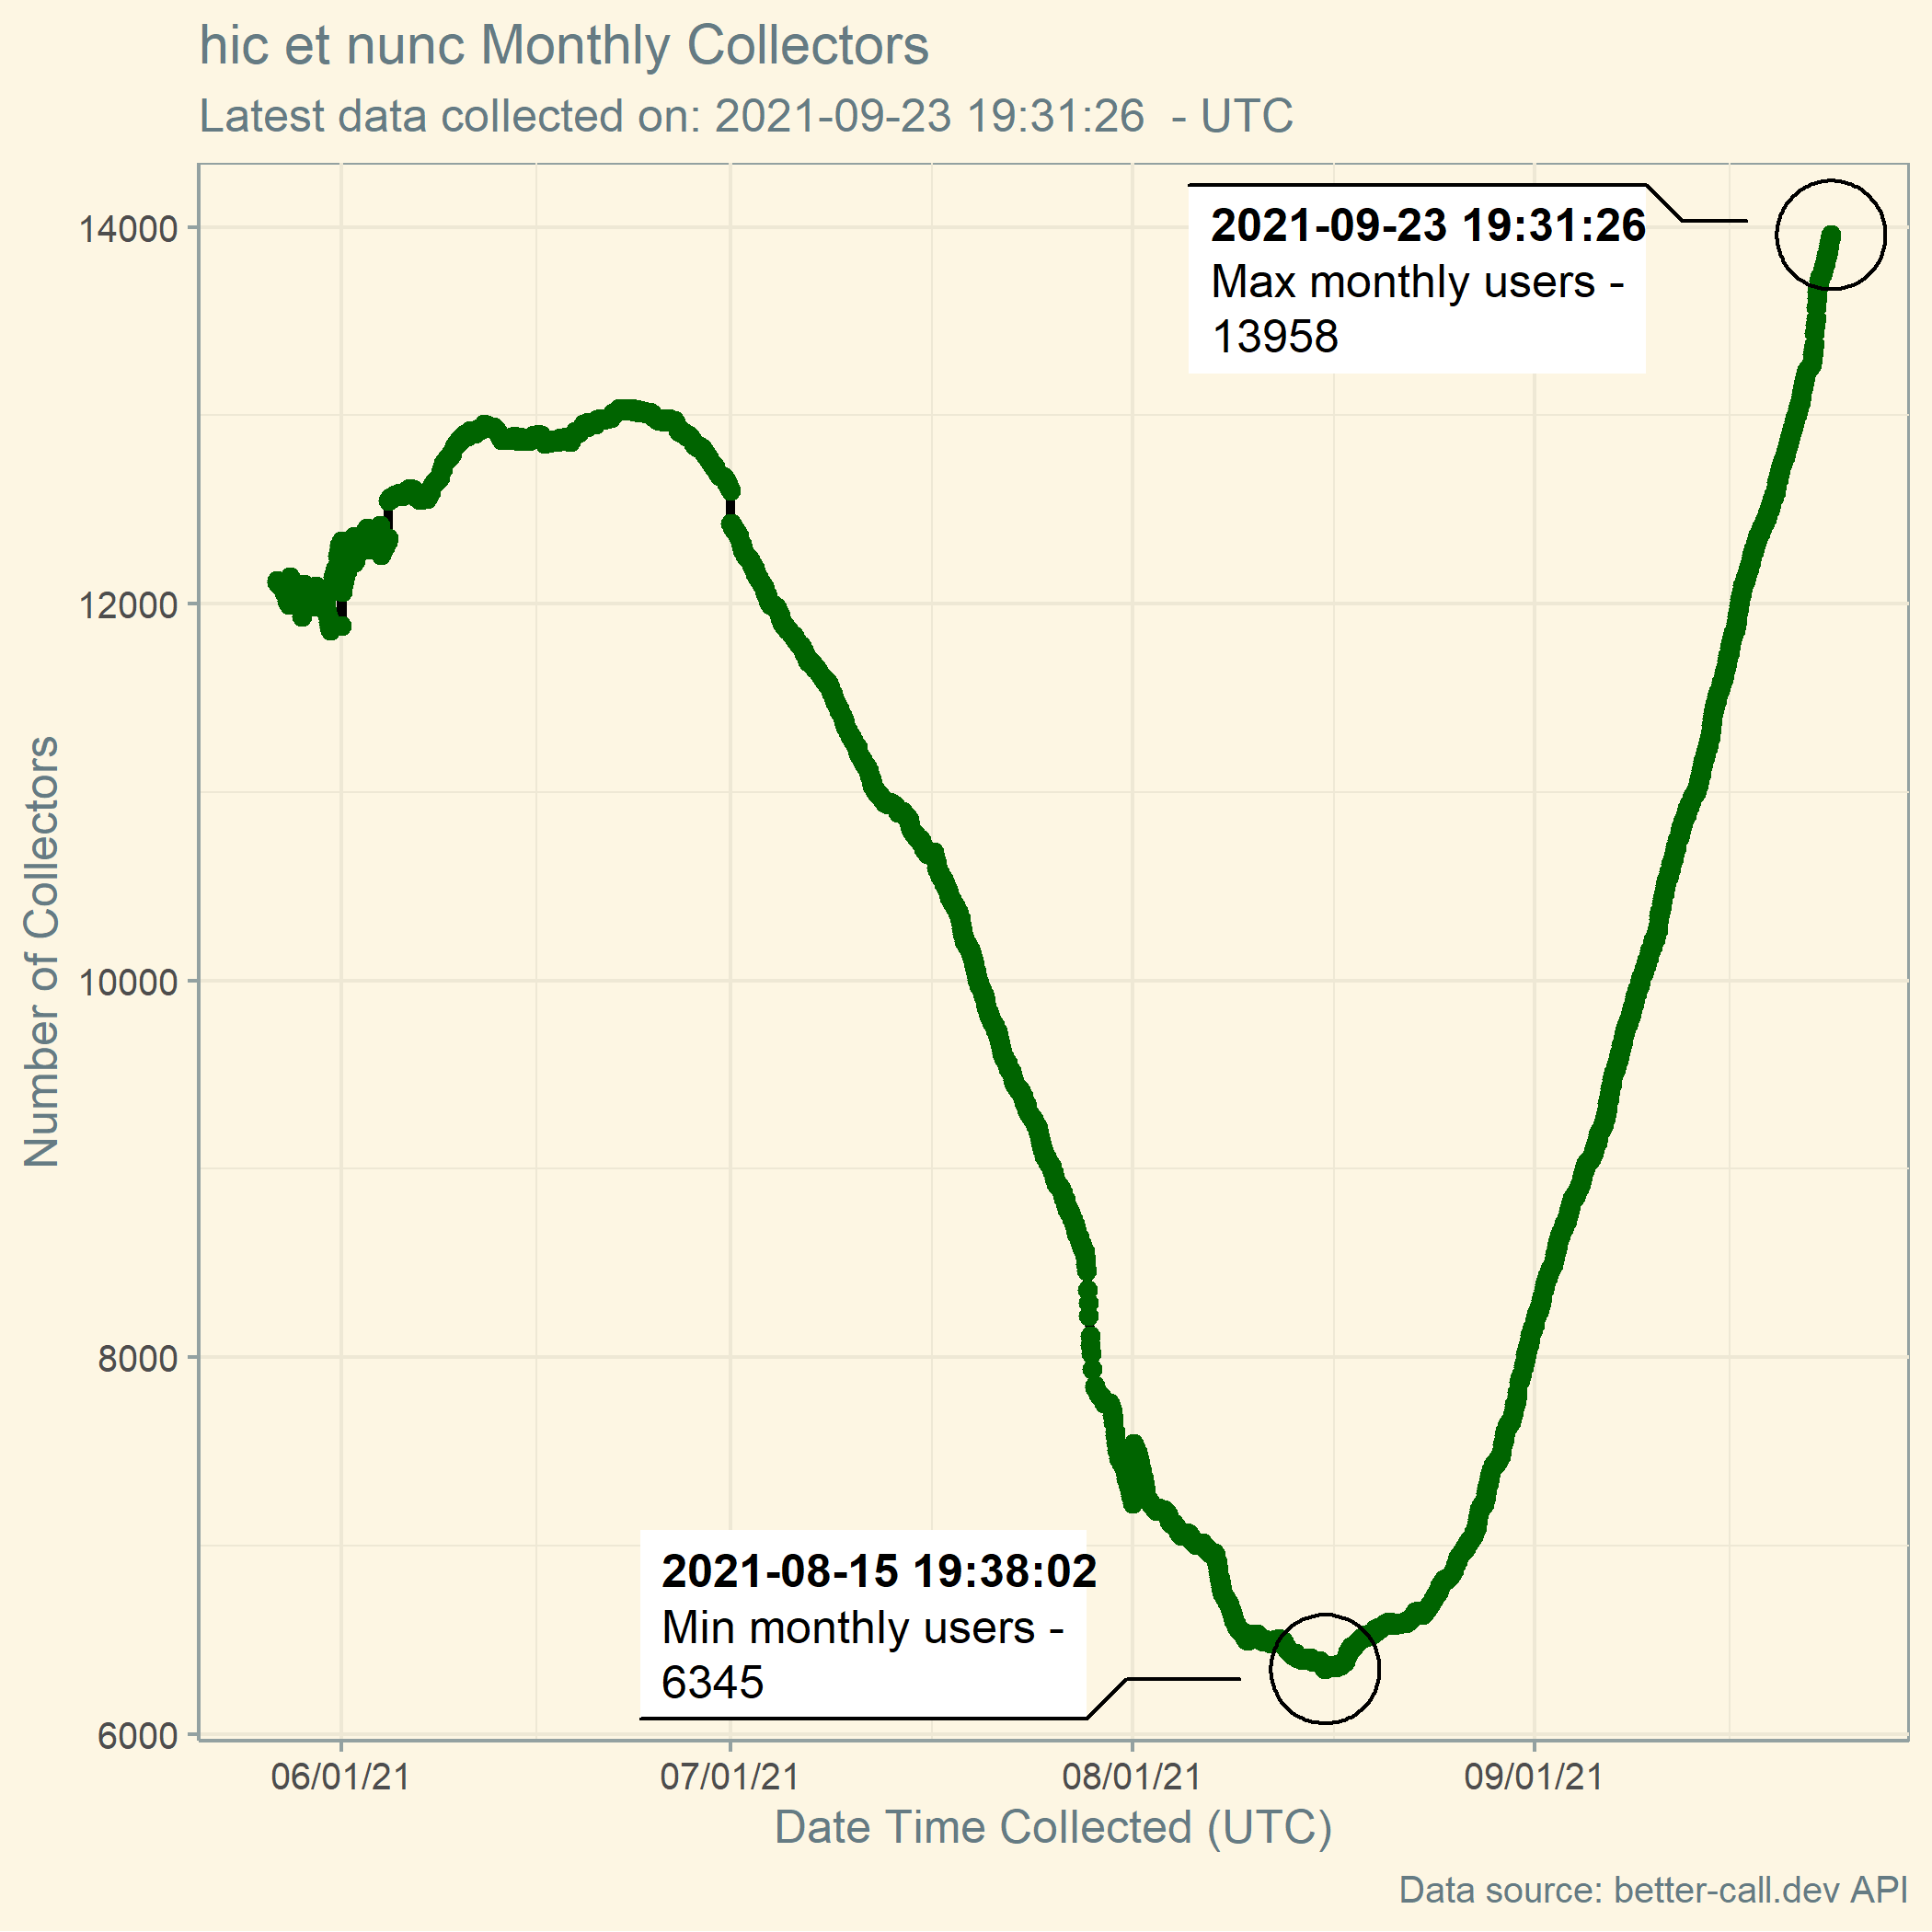 hic et nunc Monthly Collectors
Latest data collected on: 2021-09-23 19:31:26  - UTC
14000
12000
10000
8000
6000
Number of Collectors
2021-09-23 19:31:26
Max monthly users -
13958
2021-08-15 19:38:02
Min monthly users -
6345
06/01/21
07/01/21
08/01/21
09/01/21
Date Time Collected (UTC)
Data source: better-call.dev API